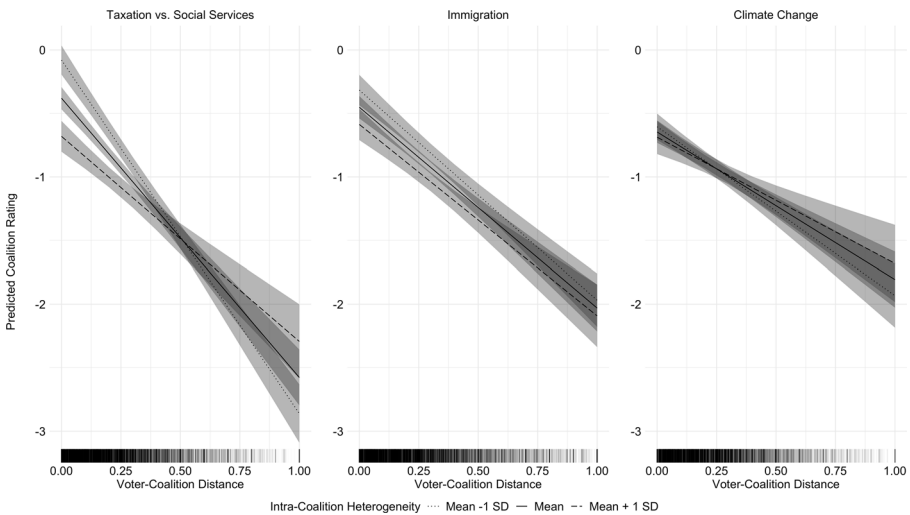 Taxation vs. Social Services
Immigration
Climate Change
Predicted Coalition Rating
0
-1
-2
-3
0
-1
-2
-3
0
-1
-2
-3
0.00 0.25 0.50 0.75 1.00
0.00 0.25 0.50 0.75 1.00
0.00 0.25 0.50 0.75 1.00
Voter-Coalition Distance
Voter-Coalition Distance
Voter-Coalition Distance
Intra-Coalition Heterogeneity Mean -1 SD Mean Mean + 1 SD